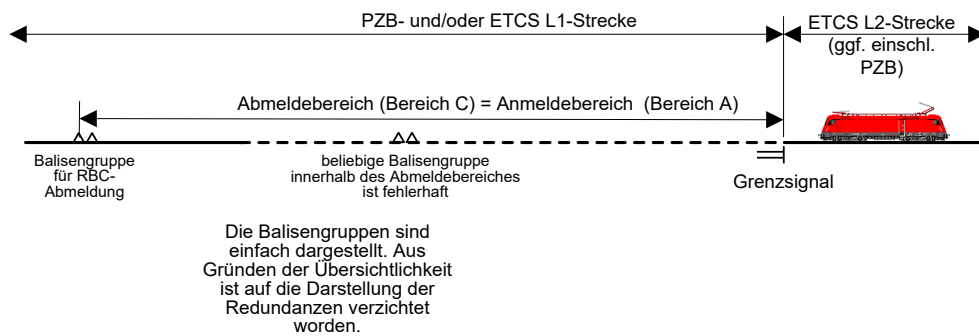 PZB- und/oder ETCS L1-Strecke
ETCS L2-Strecke
(ggf. einschl.
PZB)
Abmeldebereich (Bereich C) = Anmeldebereich (Bereich A)
Balisengruppe
für RBC-
Abmeldung
beliebige Balisengruppe
innerhalb des Abmeldebereiches
ist fehlerhaft
Grenzsignal
Die Balisengruppen sind
einfach dargestellt. Aus
Gründen der Übersichtlichkeit
ist auf die Darstellung der
Redundanzen verzichtet
worden.